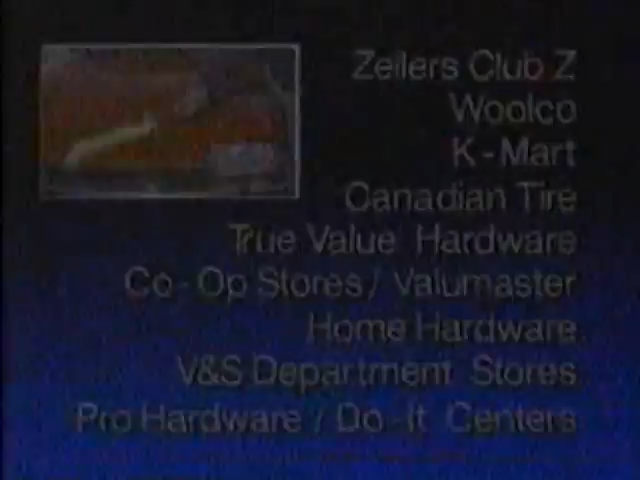 Zellers Club Z
Woolco
K-Mart
Canadian Tire
True Value Hardware
Co-Op Stores / Valumaster
Home Hardware
V&S Department Stores
Pro Hardware / Do-It Centers